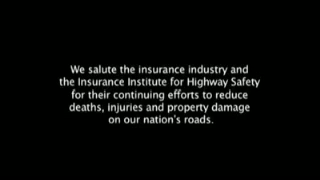 We salute the insurance industry and
the Insurance Institute for Highway Safety
for their continuing efforts to reduce
deaths, injuries and property damage
on our nation's roads.